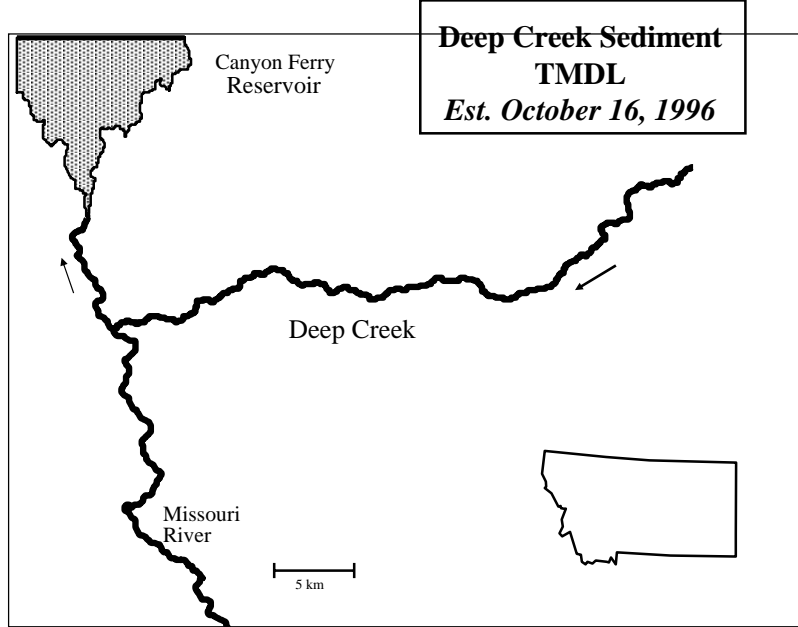 Deep Creek Sediment
TMDL
Est. October 16, 1996
Canyon Ferry
Reservoir
Deep Creek
Missouri
River
5 km